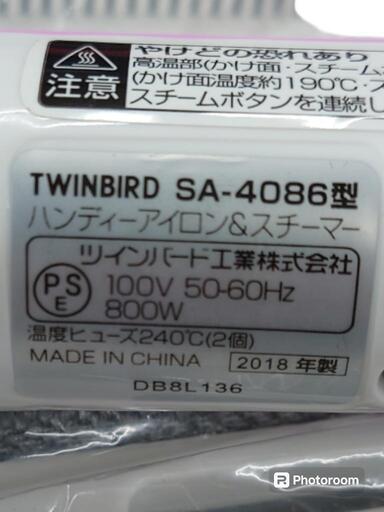 やけどの恐れあり
注意
高温部(かけ面・スチーム
(かけ面温度約190℃・ス
スチームボタンを連続し
TWINBIRD SA-4086型
ハンディーアイロン&スチーマー
ツインバード工業株式会社
PSE
100V 50-60Hz
800W
温度ヒューズ240℃(2個)
MADE IN CHINA 2018年製
DB8L136
Photoroom